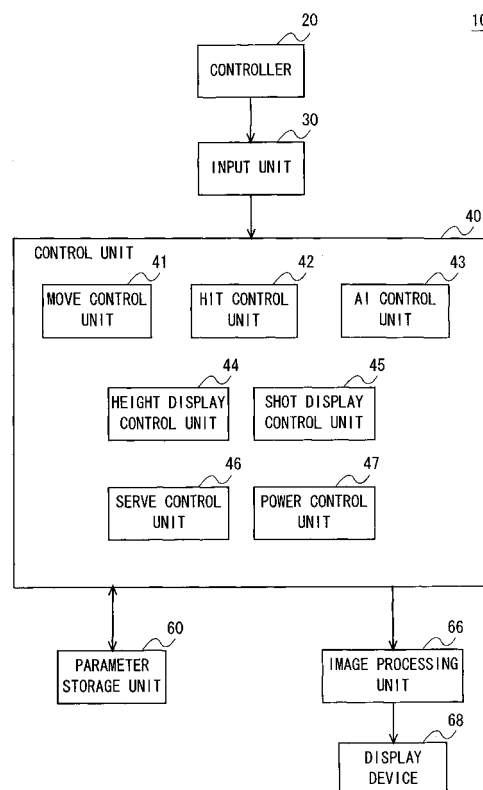 10
20
CONTROLLER
30
INPUT UNIT
40
CONTROL UNIT
41
MOVE CONTROL
UNIT
42
HIT CONTROL
UNIT
43
AI CONTROL
UNIT
44
HEIGHT DISPLAY
CONTROL UNIT
45
SHOT DISPLAY
CONTROL UNIT
46
SERVE CONTROL
UNIT
47
POWER CONTROL
UNIT
60
PARAMETER
STORAGE UNIT
66
IMAGE PROCESSING
UNIT
68
DISPLAY
DEVICE